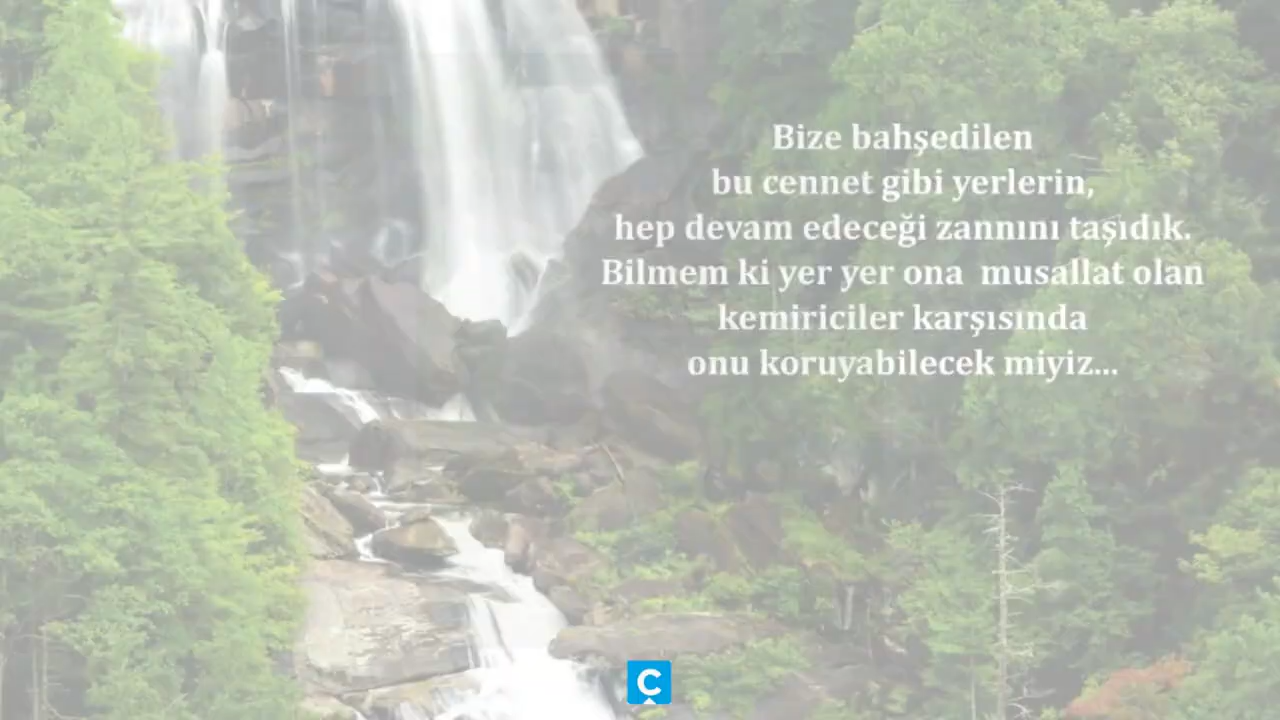 Bize bahşedilen
bu cennet gibi yerlerin,
hep devam edeceği zannını taşıdık.
Bilmem ki yer yer ona  musallat olan
kemiriciler karşısında
onu koruyabilecek miyiz...
C